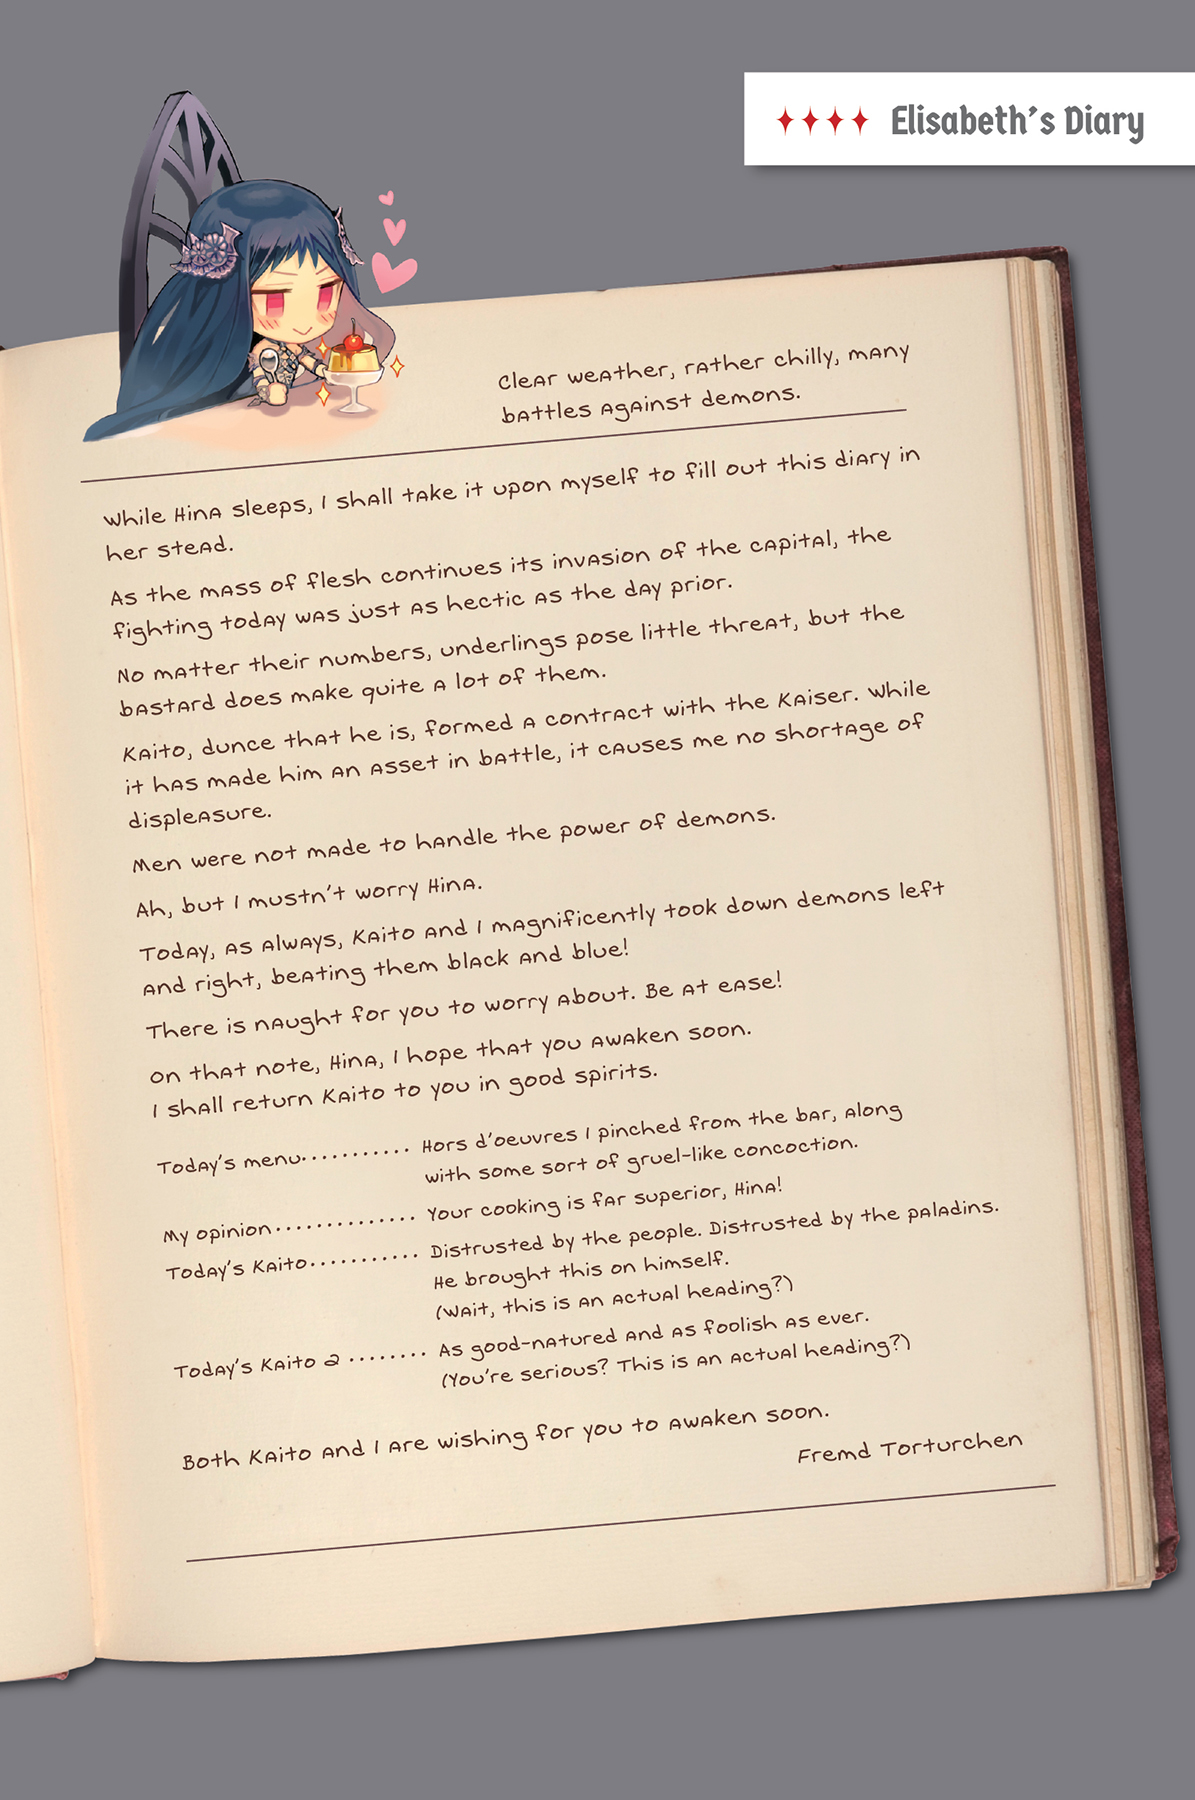 Elisabeth's Diary
Clear weather, rather chilly, many
battles against demons.
While Hina sleeps, I shall take it upon myself to fill out this diary in
her stead.
As the mass of flesh continues its invasion of the capital, the
fighting today was just as hectic as the day prior.
No matter their numbers, underlings pose little threat, but the
bastard does make quite a lot of them.
Kaito, dunce that he is, formed a contract with the Kaiser. While
it has made him an asset in battle, it causes me no shortage of
displeasure.
Men were not made to handle the power of demons.
Ah, but I mustn't worry Hina.
Today, as always, Kaito and I magnificently took down demons left
and right, beating them black and blue!
There is naught for you to worry about. Be at ease!
On that note, Hina, I hope that you awaken soon.
I shall return Kaito to you in good spirits.
Today's menu........... Hors d'oeuvres I pinched from the bar, along
with some sort of gruel-like concoction.
My opinion.............. Your cooking is far superior, Hina!
Today's Kaito........... Distrusted by the people. Distrusted by the paladins.
He brought this on himself.
(Wait, this is an actual heading?)
Today's Kaito 2 ........ As good-natured and as foolish as ever.
(You're serious? This is an actual heading?)
Both Kaito and I are wishing for you to awaken soon.
Fremd Torturchen